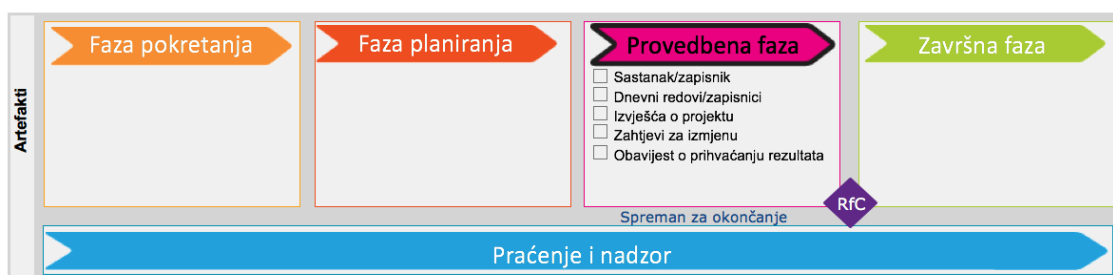 Artefakti
Faza pokretanja
Faza planiranja
Provedbena faza
Završna faza
Sastanak/zapisnik
Dnevni redovi/zapisnici
Izvješća o projektu
Zahtjevi za izmjenu
Obavijest o prihvaćanju rezultata
RfC
Spreman za okončanje
Praćenje i nadzor